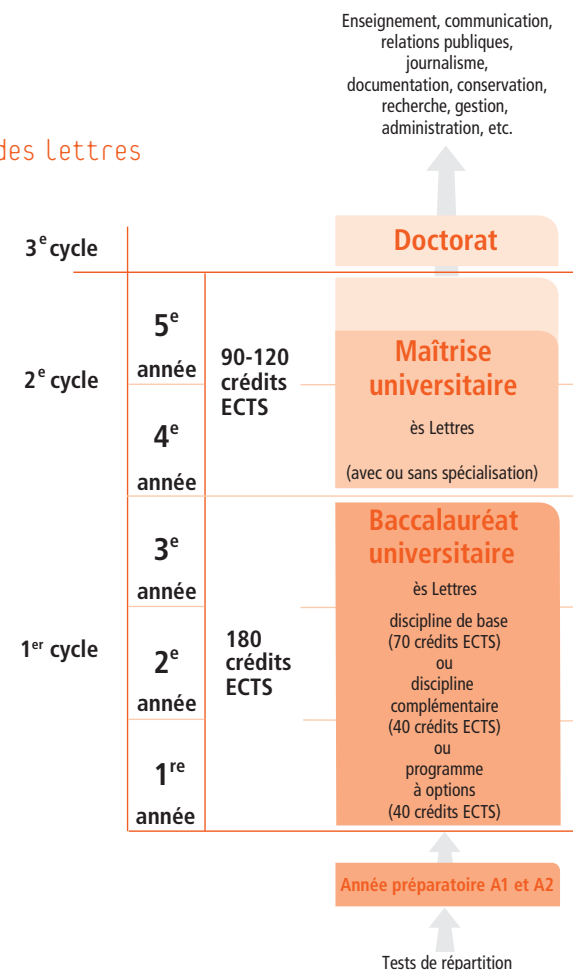 Enseignement, communication,
relations publiques,
journalisme,
documentation, conservation,
recherche, gestion,
administration, etc.
des lettres
3e cycle
Doctorat
2e cycle
5e
année
4e
année
90-120
crédits
ECTS
Maîtrise
universitaire
ès Lettres
(avec ou sans spécialisation)
1er cycle
3e
année
2e
année
1re
année
180
crédits
ECTS
Baccalauréat
universitaire
ès Lettres
discipline de base
(70 crédits ECTS)
ou
discipline
complémentaire
(40 crédits ECTS)
ou
programme
à options
(40 crédits ECTS)
Année préparatoire A1 et A2
Tests de répartition